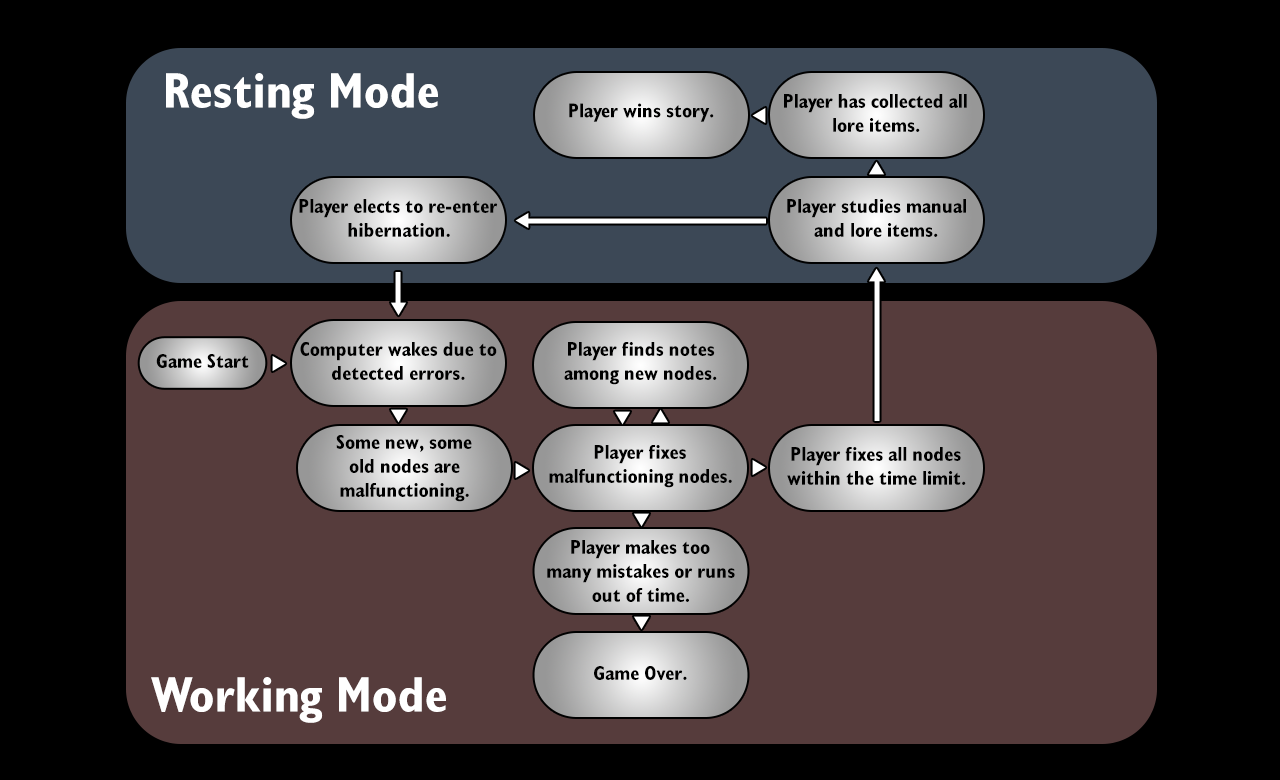 Resting Mode
Player wins story.
Player has collected all
lore items.
Player elects to re-enter
hibernation.
Player studies manual
and lore items.
Game Start
Computer wakes due to
detected errors.
Player finds notes
among new nodes.
Some new, some
old nodes are
malfunctioning.
Player fixes
malfunctioning nodes.
Player fixes all nodes
within the time limit.
Player makes too
many mistakes or runs
out of time.
Game Over.
Working Mode